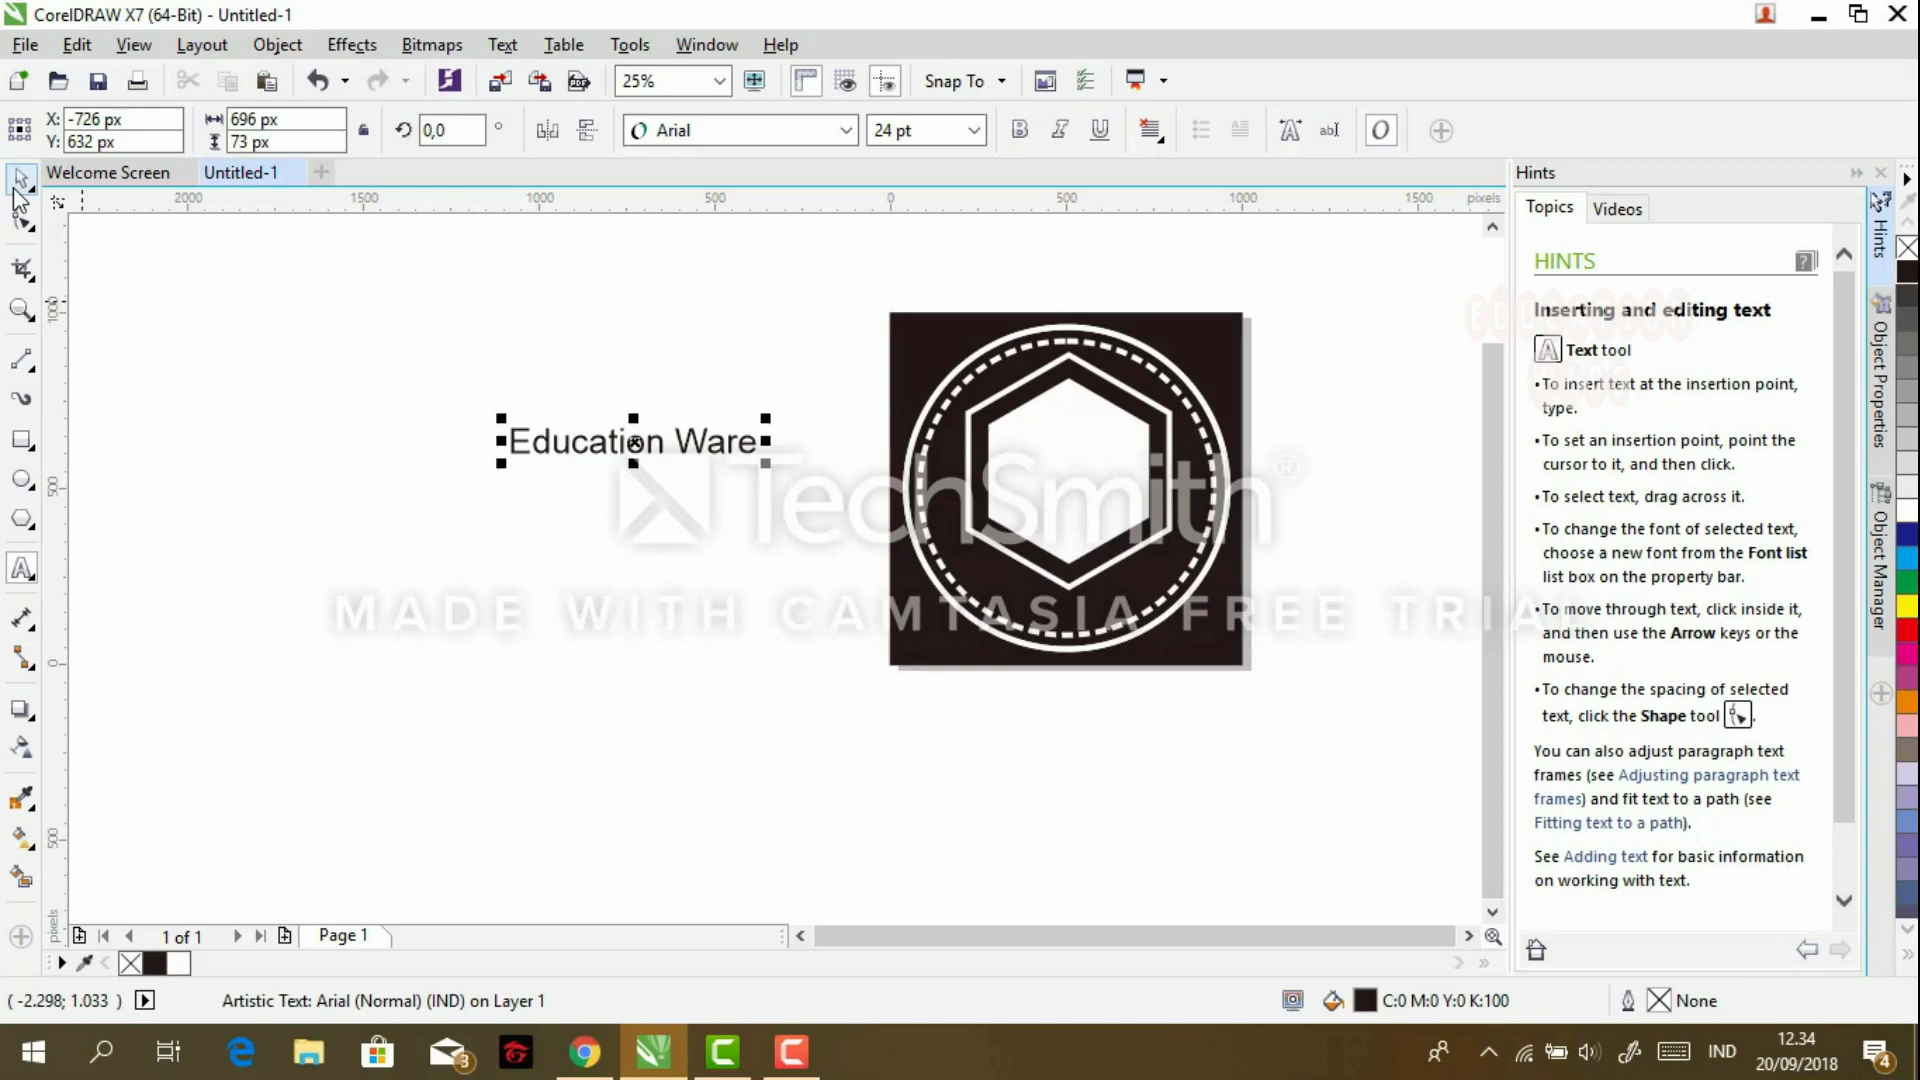 CorelDRAW X7 (64-Bit) - Untitled-1
File Edit View Layout Object Effects Bitmaps Text Table Tools Window Help
25% Snap To
X: -726 px 696 px 0,0 ° Arial 24 pt
Y: 632 px 73 px
Welcome Screen Untitled-1 Hints
2000 1500 1000 500 0 500 1000 1500 pixels
Topics Videos
HINTS
Inserting and editing text
Text tool
•To insert text at the insertion point,
type.
•To set an insertion point, point the
cursor to it, and then click.
•To select text, drag across it.
•To change the font of selected text,
choose a new font from the Font list
list box on the property bar.
•To move through text, click inside it,
and then use the Arrow keys or the
mouse.
•To change the spacing of selected
text, click the Shape tool .
You can also adjust paragraph text
frames (see Adjusting paragraph text
frames) and fit text to a path (see
Fitting text to a path).
See Adding text for basic information
on working with text.
Hints
Object Properties
Object Manager
EDUCATION
WARE
Education Ware
TechSmith®
MADE WITH CAMTASIA FREE TRIAL
1000
500
0
500
pixels
1 of 1 Page 1
( -2.298; 1.033 ) Artistic Text: Arial (Normal) (IND) on Layer 1 C:0 M:0 Y:0 K:100 None
3 IND 12.34
20/09/2018 4